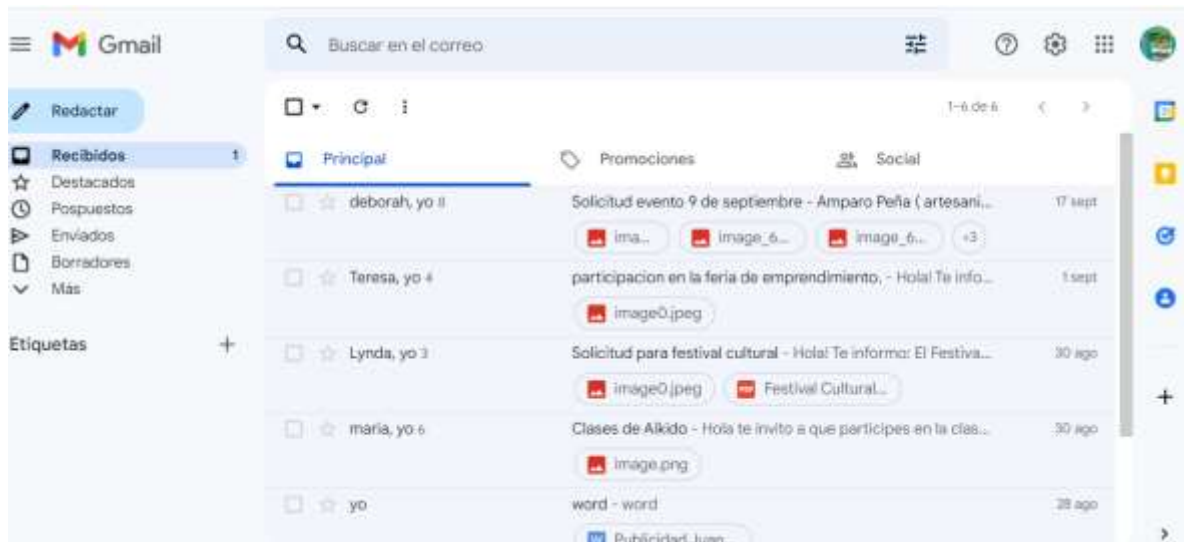 Gmail
Buscar en el correo
Redactar
1-6 de 6
Recibidos 1
Destacados
Pospuestos
Enviados
Borradores
Más
Etiquetas
Principal
Promociones
Social
deborah, yo 8
Solicitud evento 9 de septiembre - Amparo Peña ( artesani...
17 sept
ima...
image_6...
image_6...
+3
Teresa, yo 4
participacion en la feria de emprendimiento, - Hola! Te info...
1 sept
image0.jpeg
Lynda, yo 3
Solicitud para festival cultural - Hola! Te informo: El Festiva...
30 ago
image0.jpeg
PDF
Festival Cultural...
maria, yo 6
Clases de Aikido - Hola te invito a que participes en la clas...
30 ago
image.png
yo
word - word
28 ago
W
Publicidad Juan